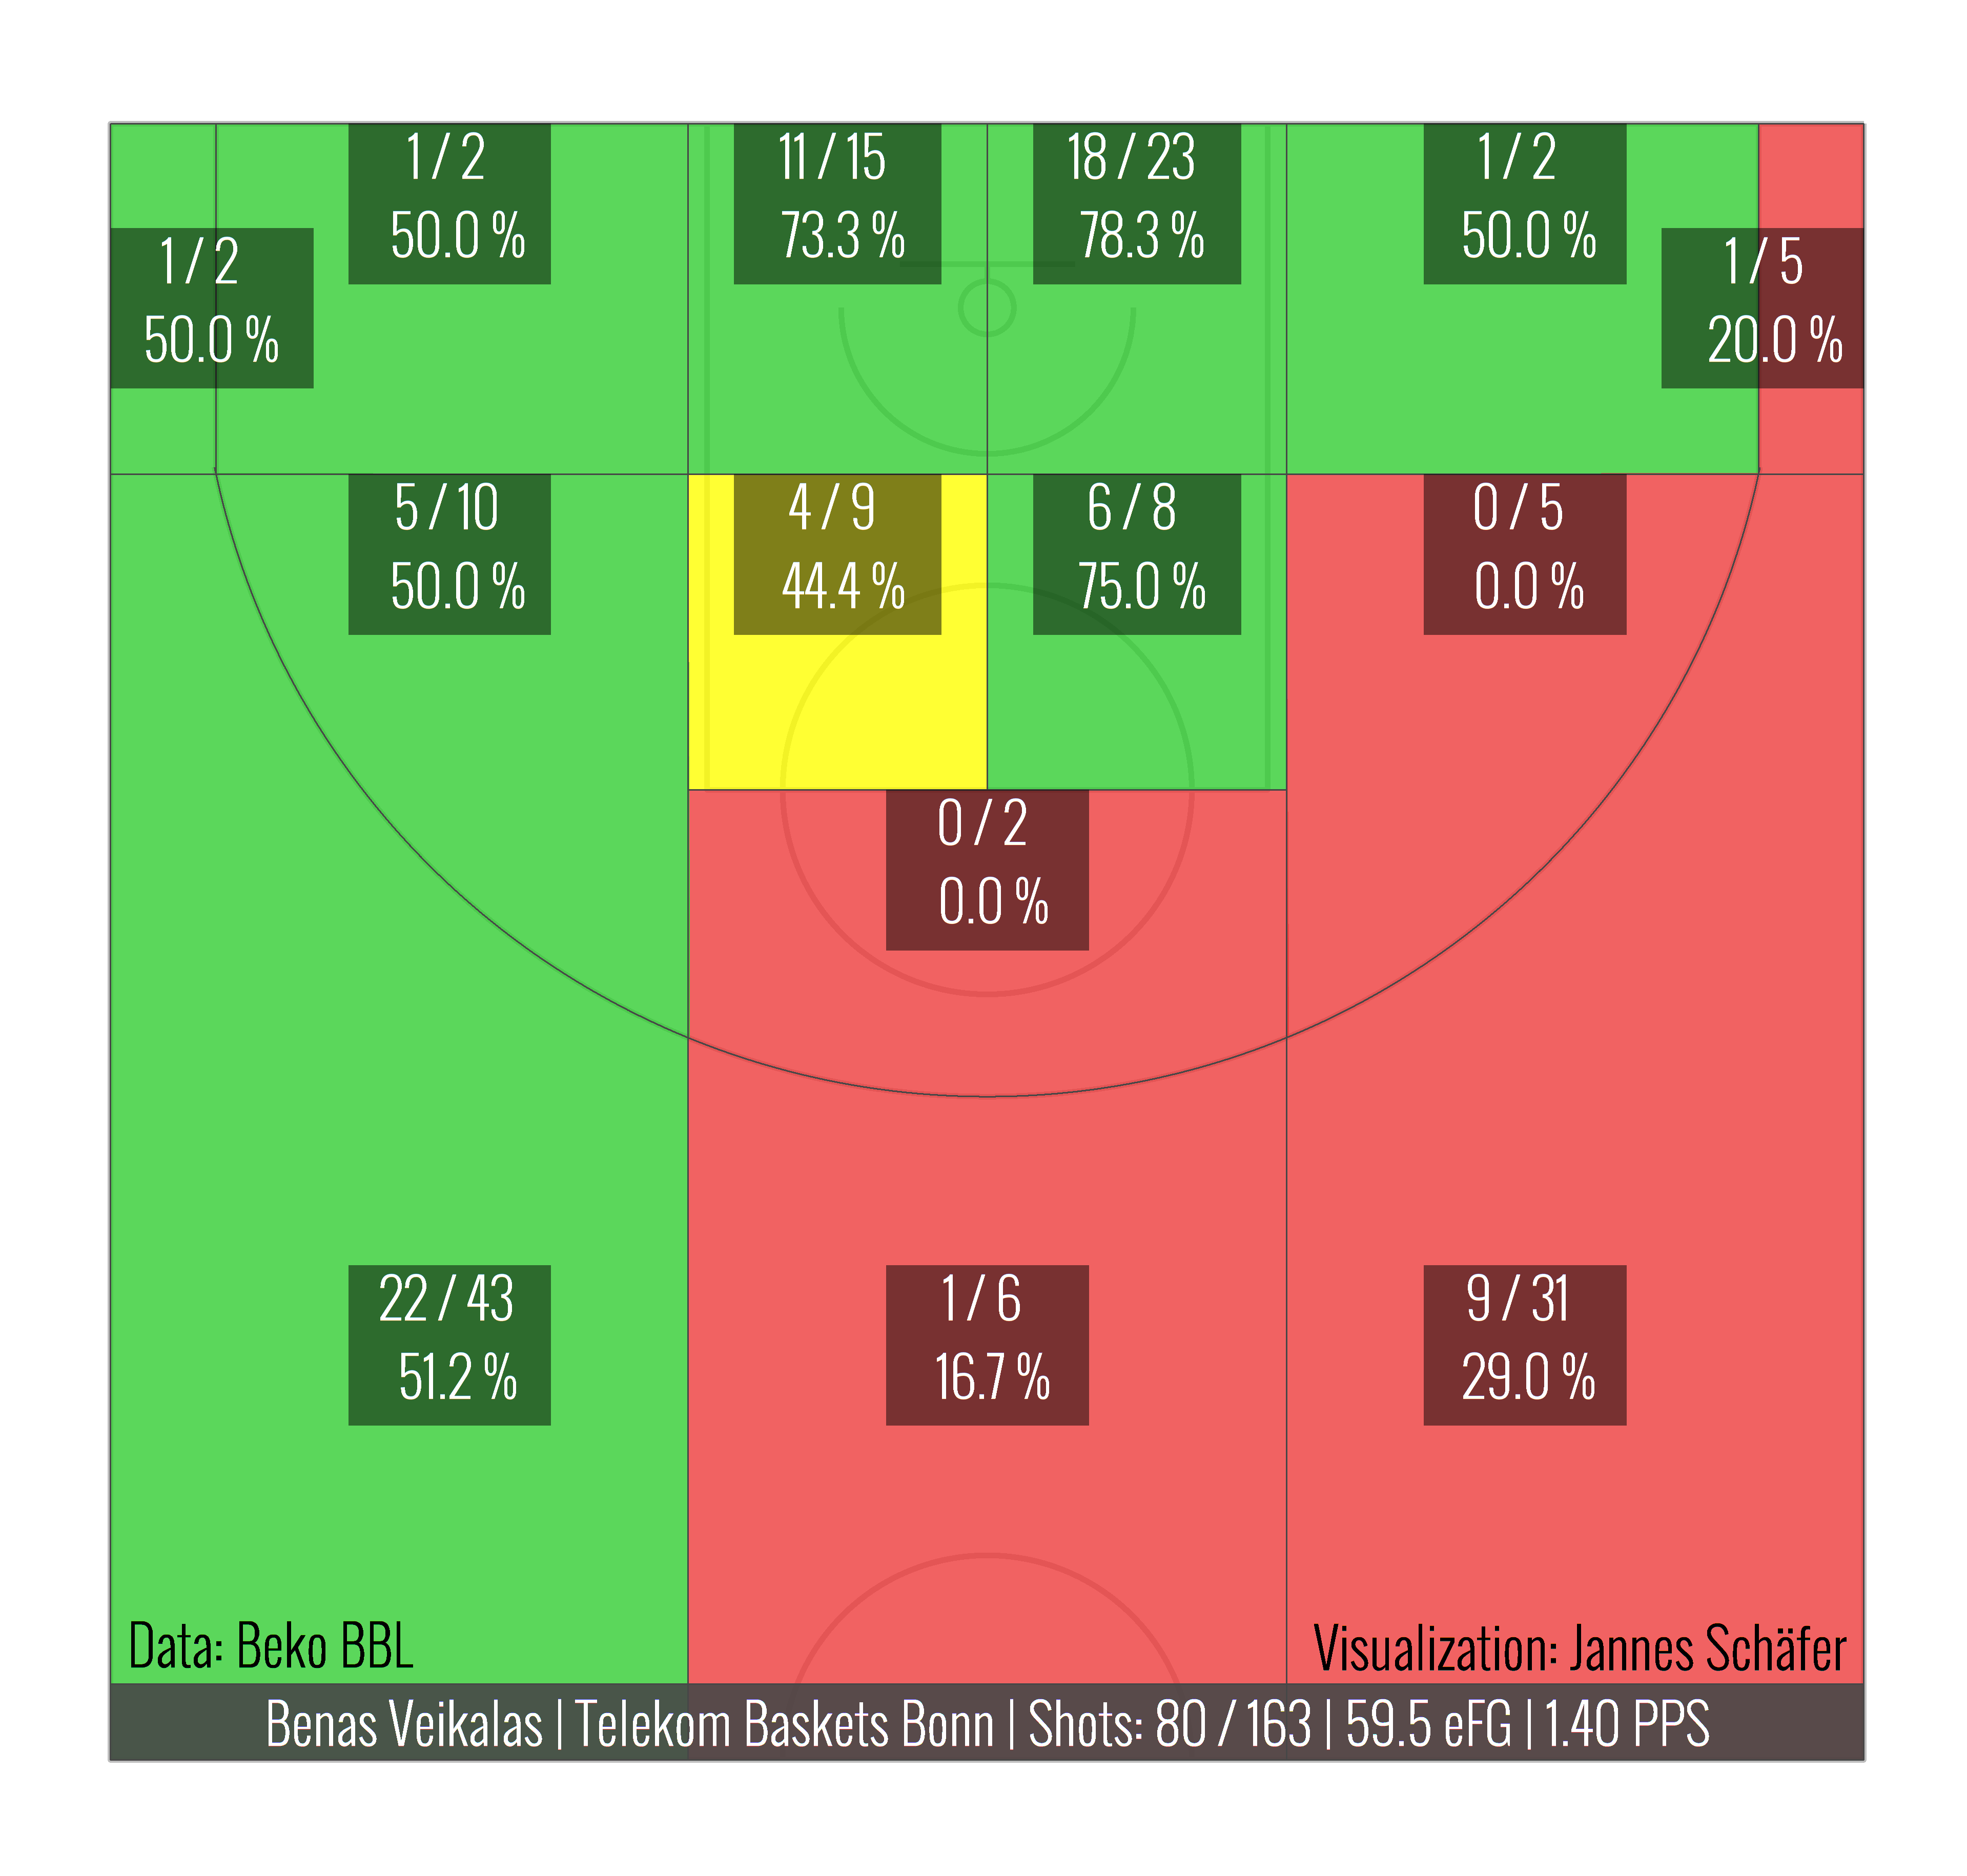 1 / 2
50.0 %
11 / 15
73.3 %
18 / 23
78.3 %
1 / 2
50.0 %
1 / 2
50.0 %
1 / 5
20.0 %
5 / 10
50.0 %
4 / 9
44.4 %
6 / 8
75.0 %
0 / 5
0.0 %
0 / 2
0.0 %
22 / 43
51.2 %
1 / 6
16.7 %
9 / 31
29.0 %
Data: Beko BBL
Visualization: Jannes Schäfer
Benas Veikalas | Telekom Baskets Bonn | Shots: 80 / 163 | 59.5 eFG | 1.40 PPS